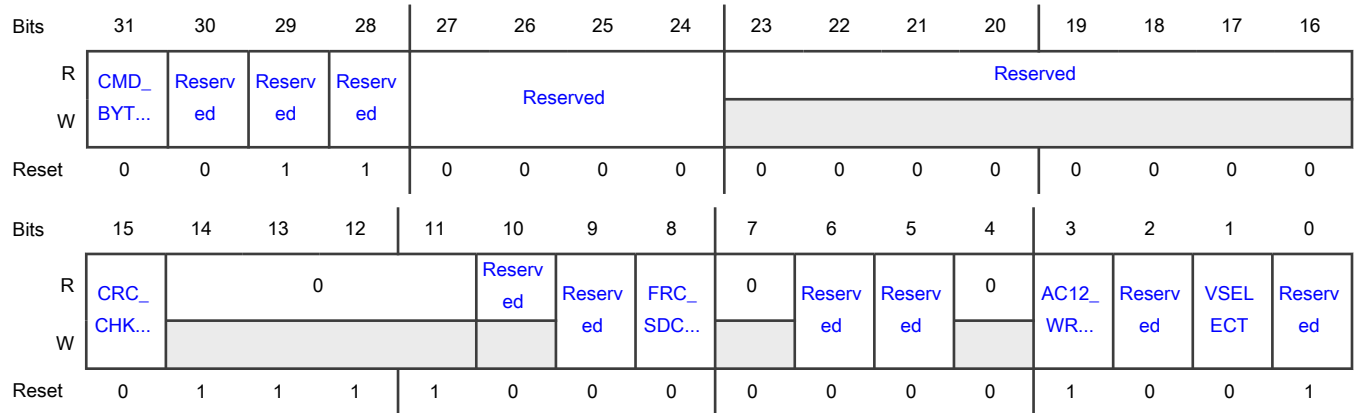 Bits 31 30 29 28 27 26 25 24 23 22 21 20 19 18 17 16
R CMD_ BYT... Reserv ed Reserv ed Reserv ed Reserved Reserved
W
Reset 0 0 1 1 0 0 0 0 0 0 0 0 0 0 0 0
Bits 15 14 13 12 11 10 9 8 7 6 5 4 3 2 1 0
R CRC_ CHK... 0 Reserv ed Reserv ed FRC_ SDC... 0 Reserv ed Reserv ed 0 AC12_ WR... Reserv ed VSEL ECT Reserv ed
W
Reset 0 1 1 1 1 0 0 0 0 0 0 0 1 0 0 1